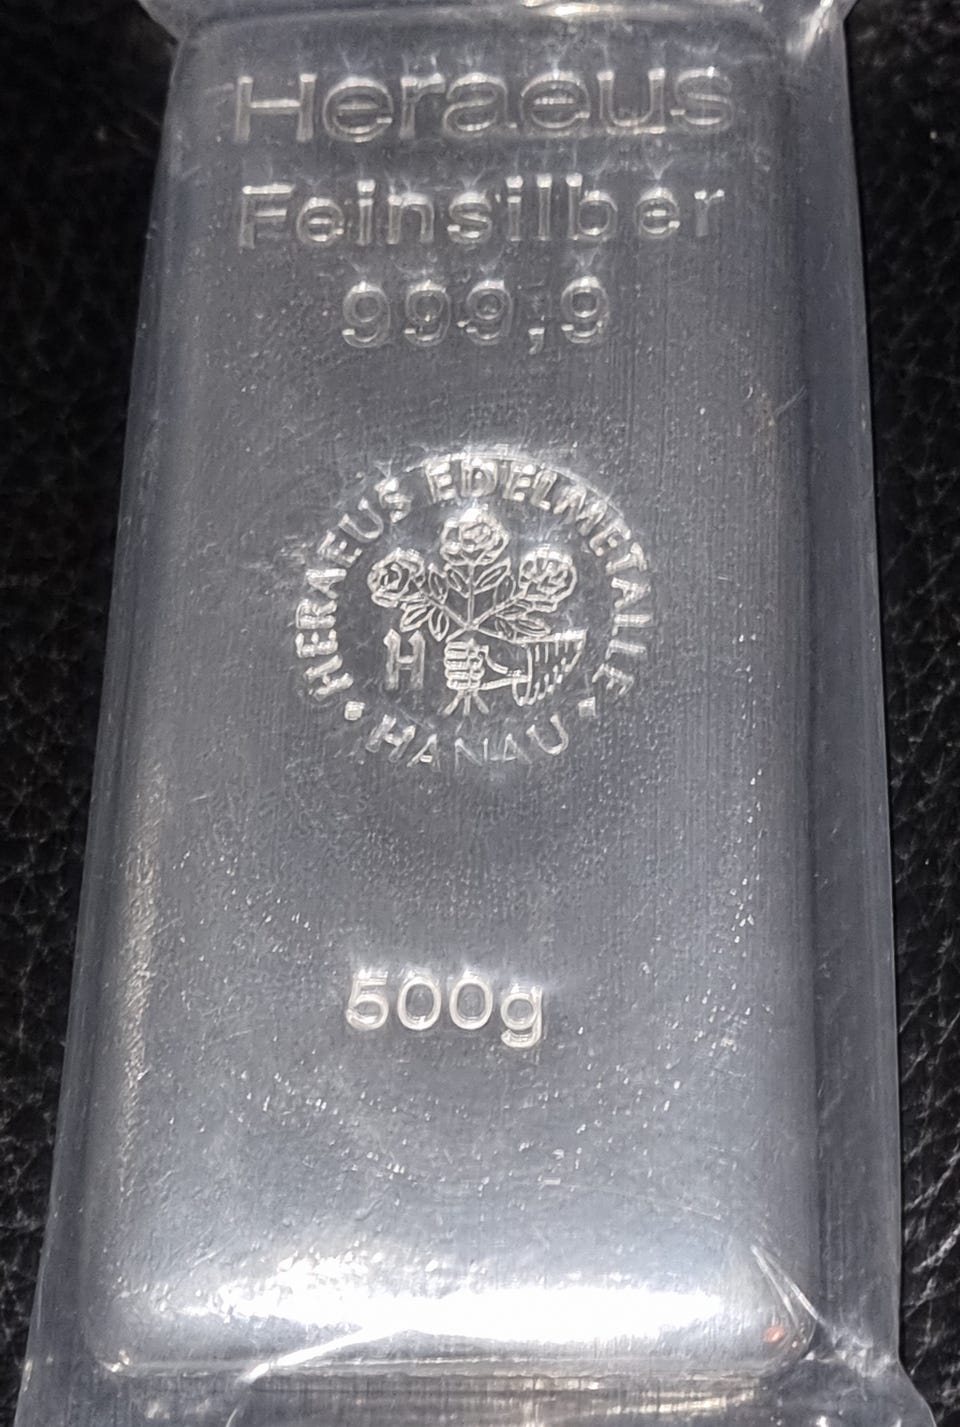 Heraeus
Feinsilber
999,9
HERAEUS EDELMETALLE
H
HANAU
500g